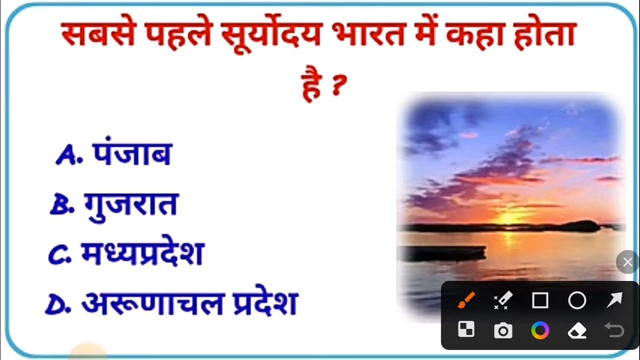 सबसे पहले सूर्योदय भारत में कहा होता
है ?
A. पंजाब
B. गुजरात
C. मध्यप्रदेश
D. अरूणाचल प्रदेश